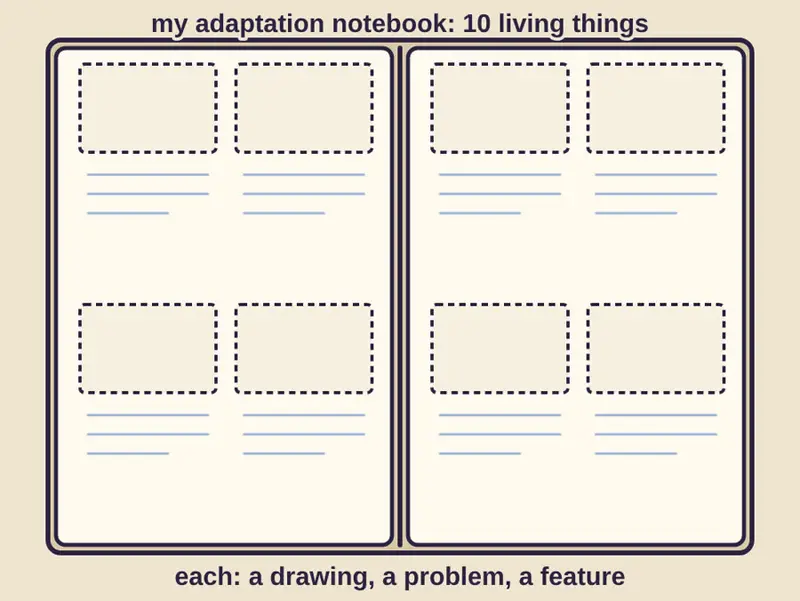 my adaptation notebook: 10 living things
each: a drawing, a problem, a feature